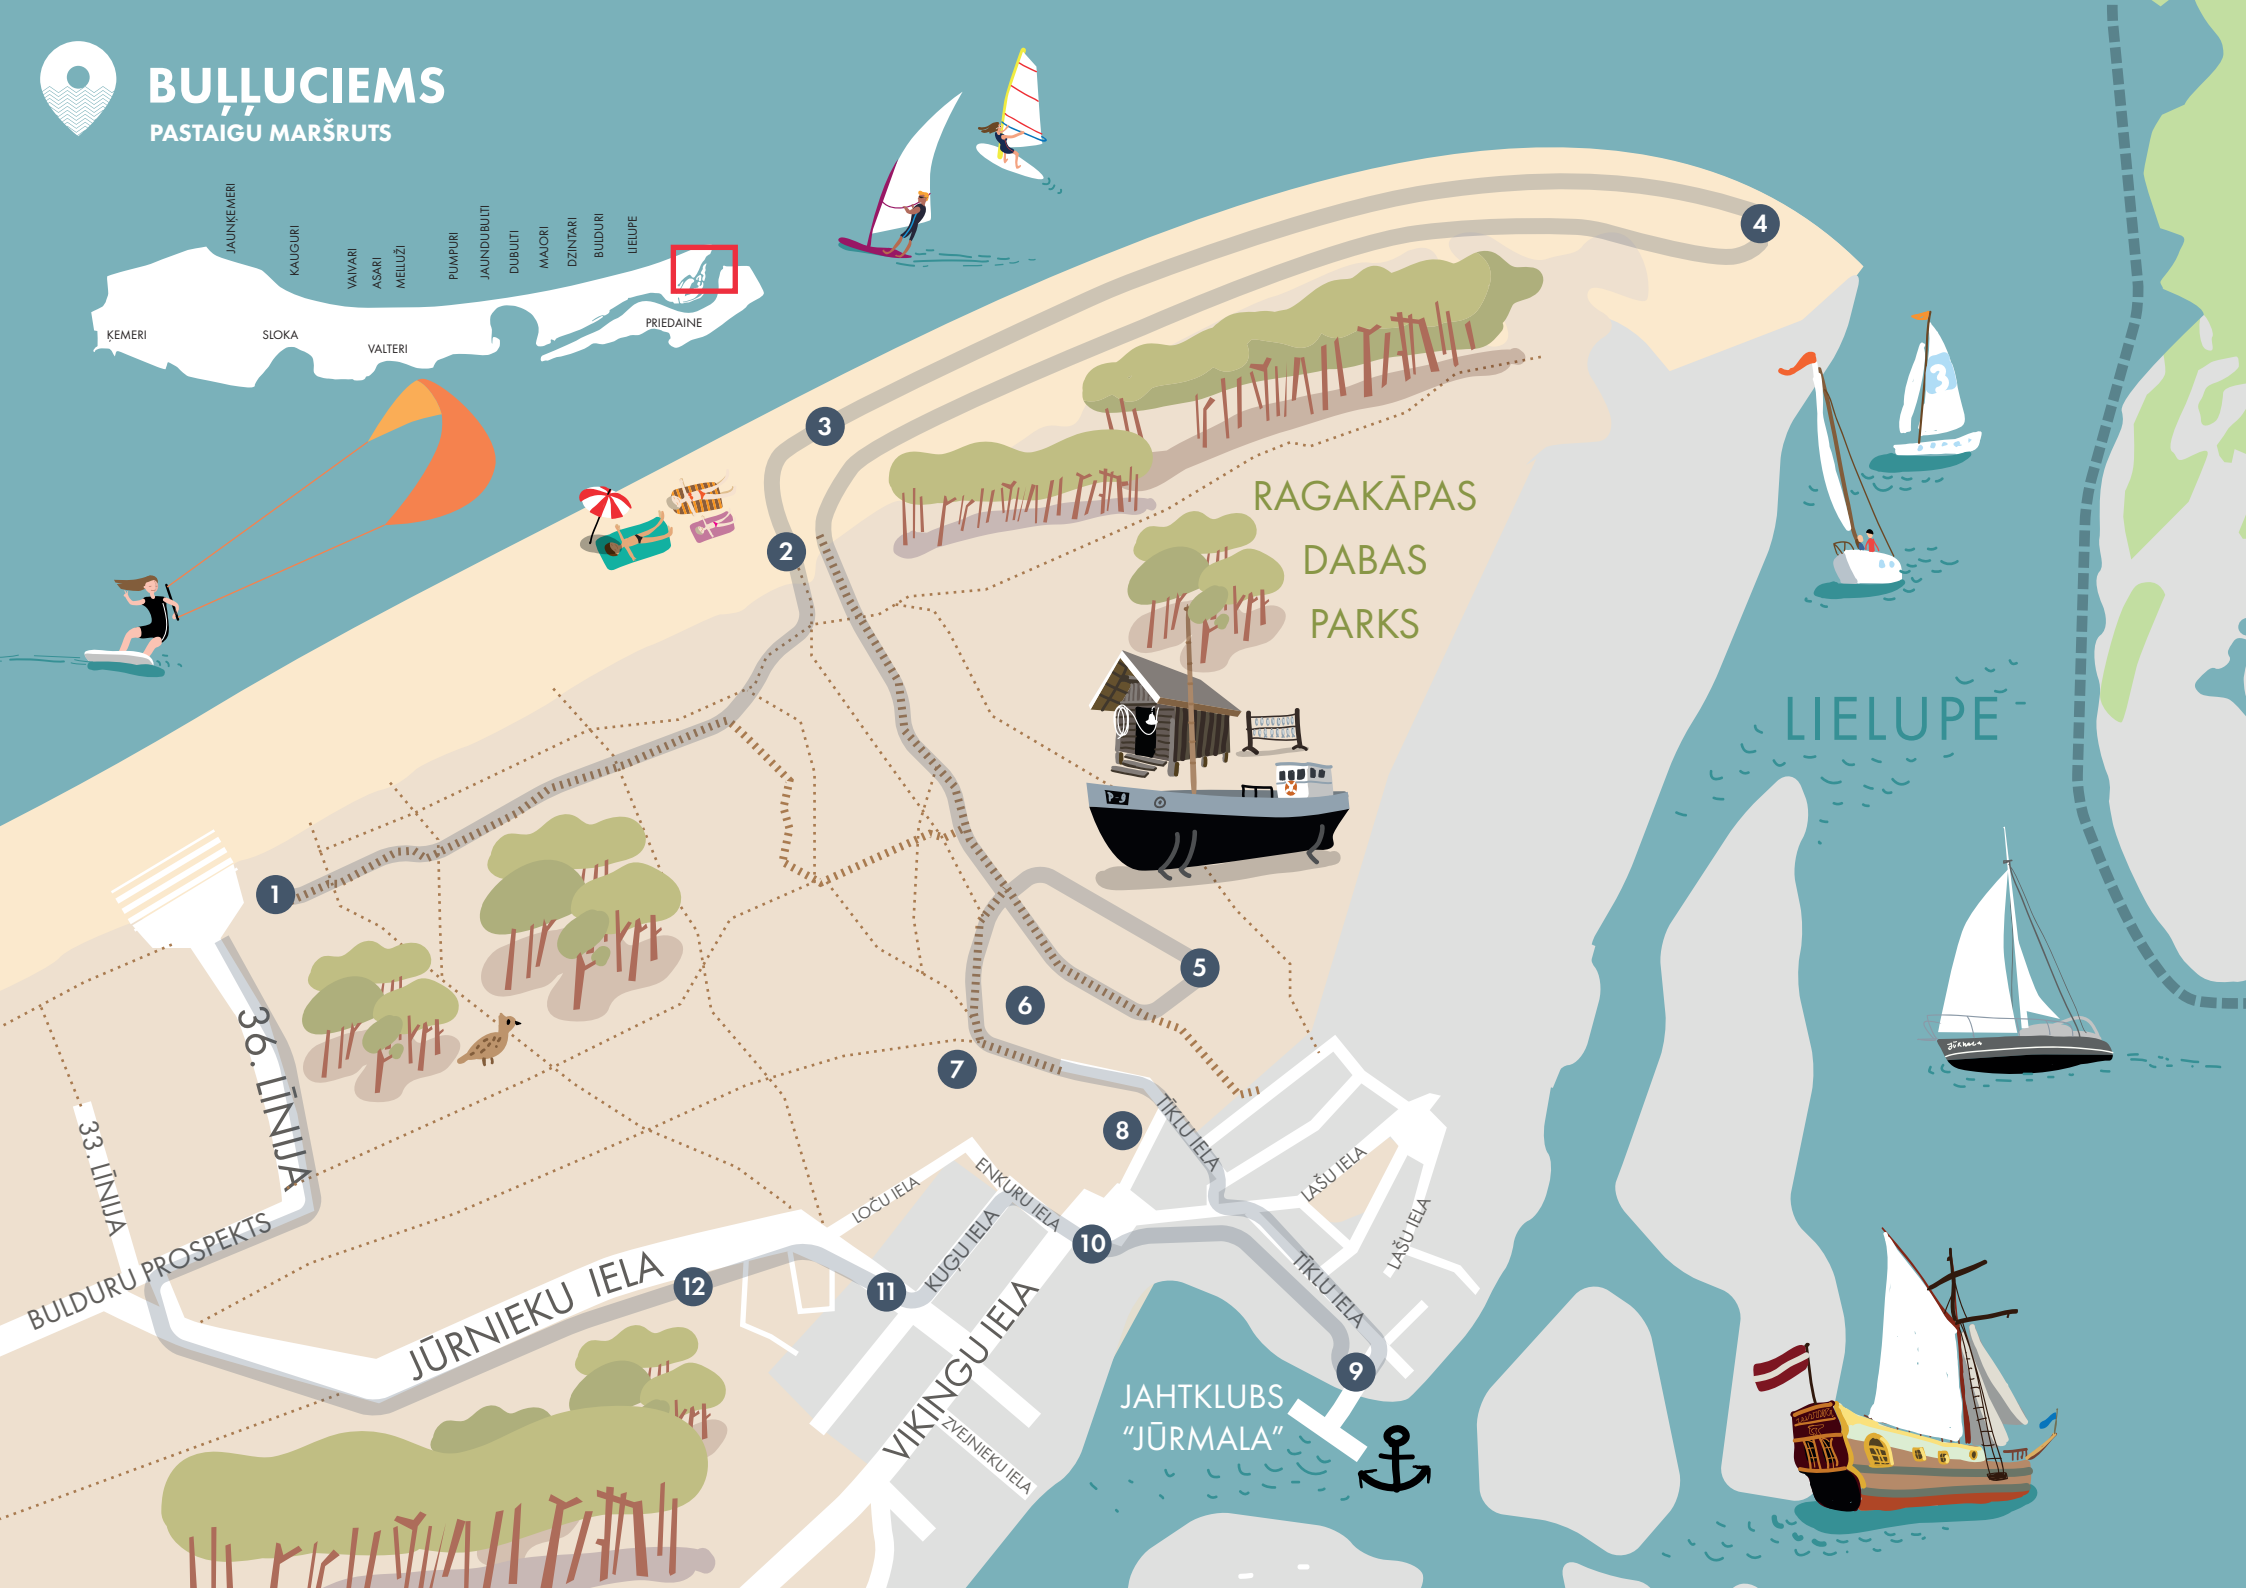 BUĻĻUCIEMS
PASTAIGU MARŠRUTS
JAUNĶEMERI
KAUGURI
VAIVARI
ASARI
MELLUŽI
PUMPURI
JAUNDUBULTI
DUBULTI
MAJORI
DZINTARI
BULDURI
LIELUPE
ĶEMERI
SLOKA
VALTERI
PRIEDAINE
4
3
3
2
RAGAKĀPAS
DABAS
PARKS
LIELUPE
1
5
6
7
8
36. LĪNIJA
33. LĪNIJA
BULDURU PROSPEKTS
JŪRNIEKU IELA
LOČU IELA
ENKURU IELA
KUĢU IELA
TĪKLU IELA
LAŠU IELA
LAŠU IELA
TĪKLU IELA
VIKINGU IELA
ZVEJNIEKU IELA
10
11
12
9
JAHTKLUBS
“JŪRMALA”
JŪRMALA